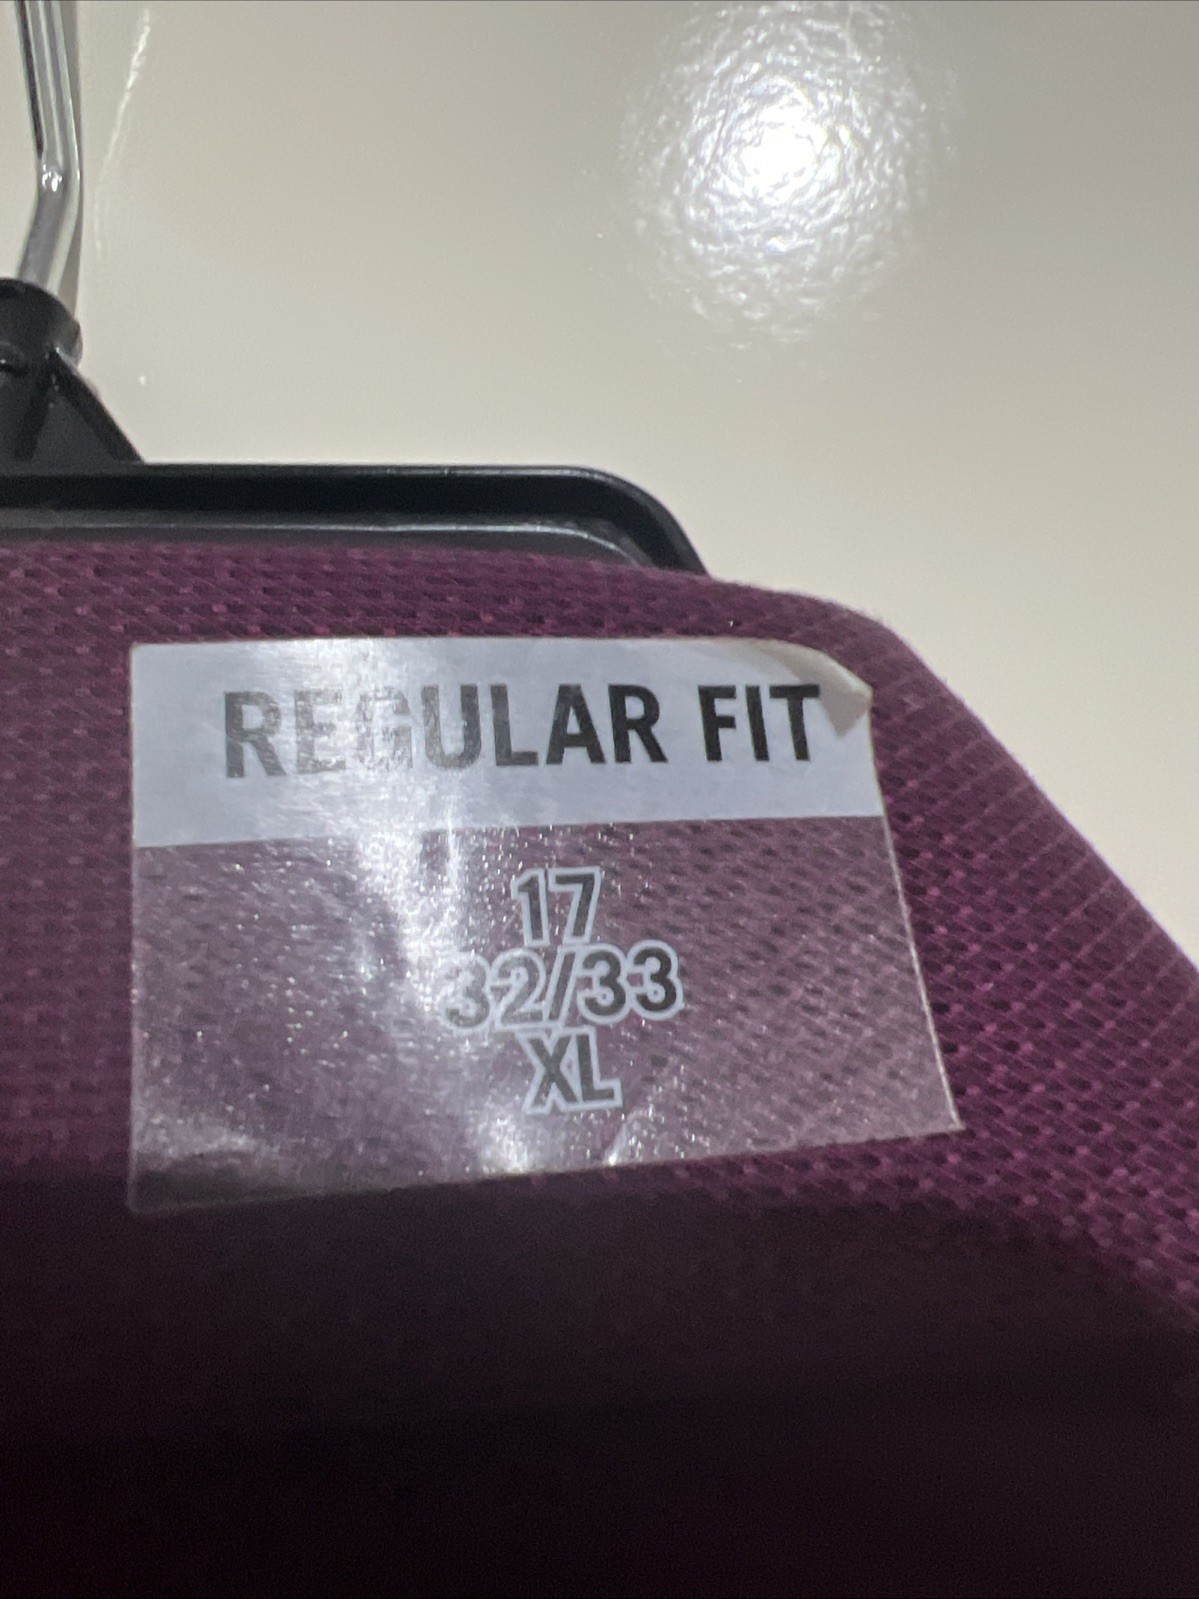 REGULAR FIT
17
32/33
XL